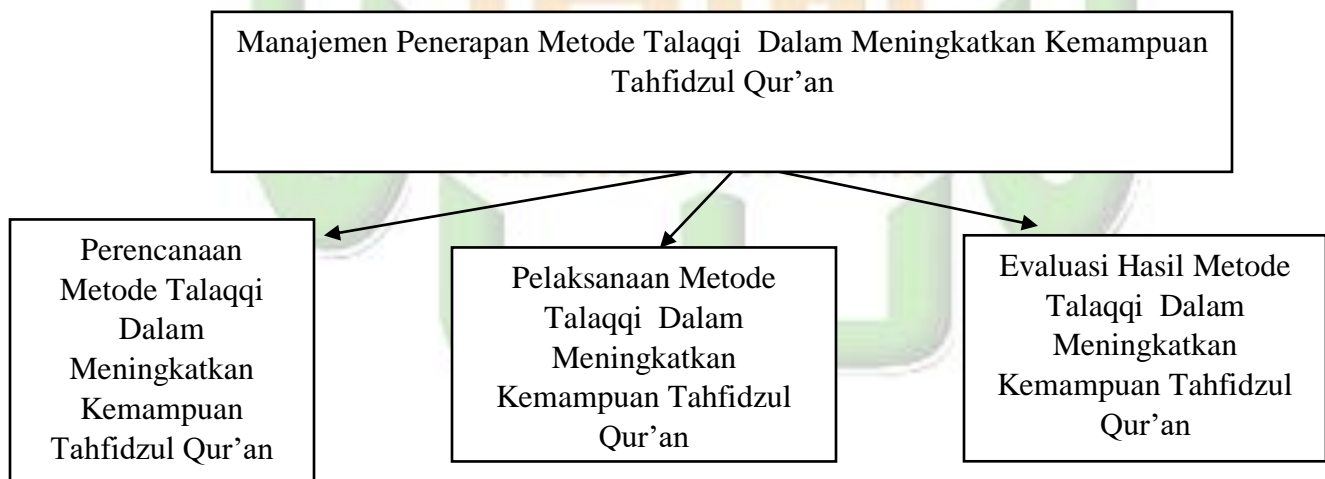 Manajemen Penerapan Metode Talaqqi Dalam Meningkatkan Kemampuan
Tahfidzul Qur’an
Perencanaan
Metode Talaqqi
Dalam
Meningkatkan
Kemampuan
Tahfidzul Qur’an
Pelaksanaan Metode
Talaqqi Dalam
Meningkatkan
Kemampuan Tahfidzul
Qur’an
Evaluasi Hasil Metode
Talaqqi Dalam
Meningkatkan
Kemampuan Tahfidzul
Qur’an